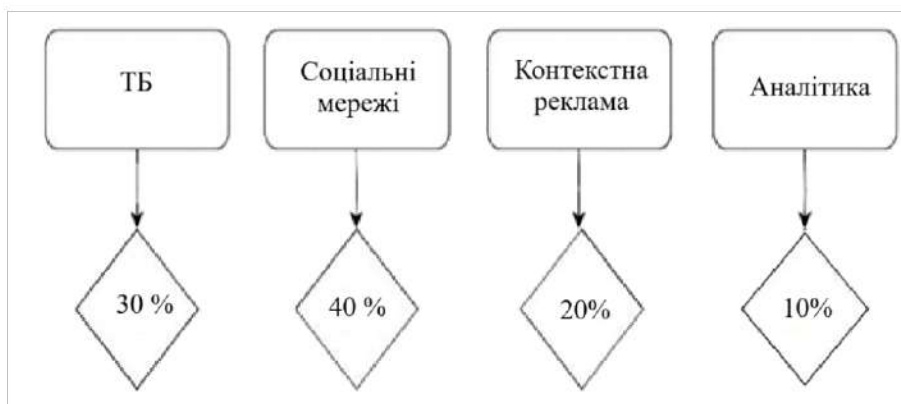 ТБ
Соціальні
мережі
Контекстна
реклама
Аналітика
30 %
40 %
20%
10%